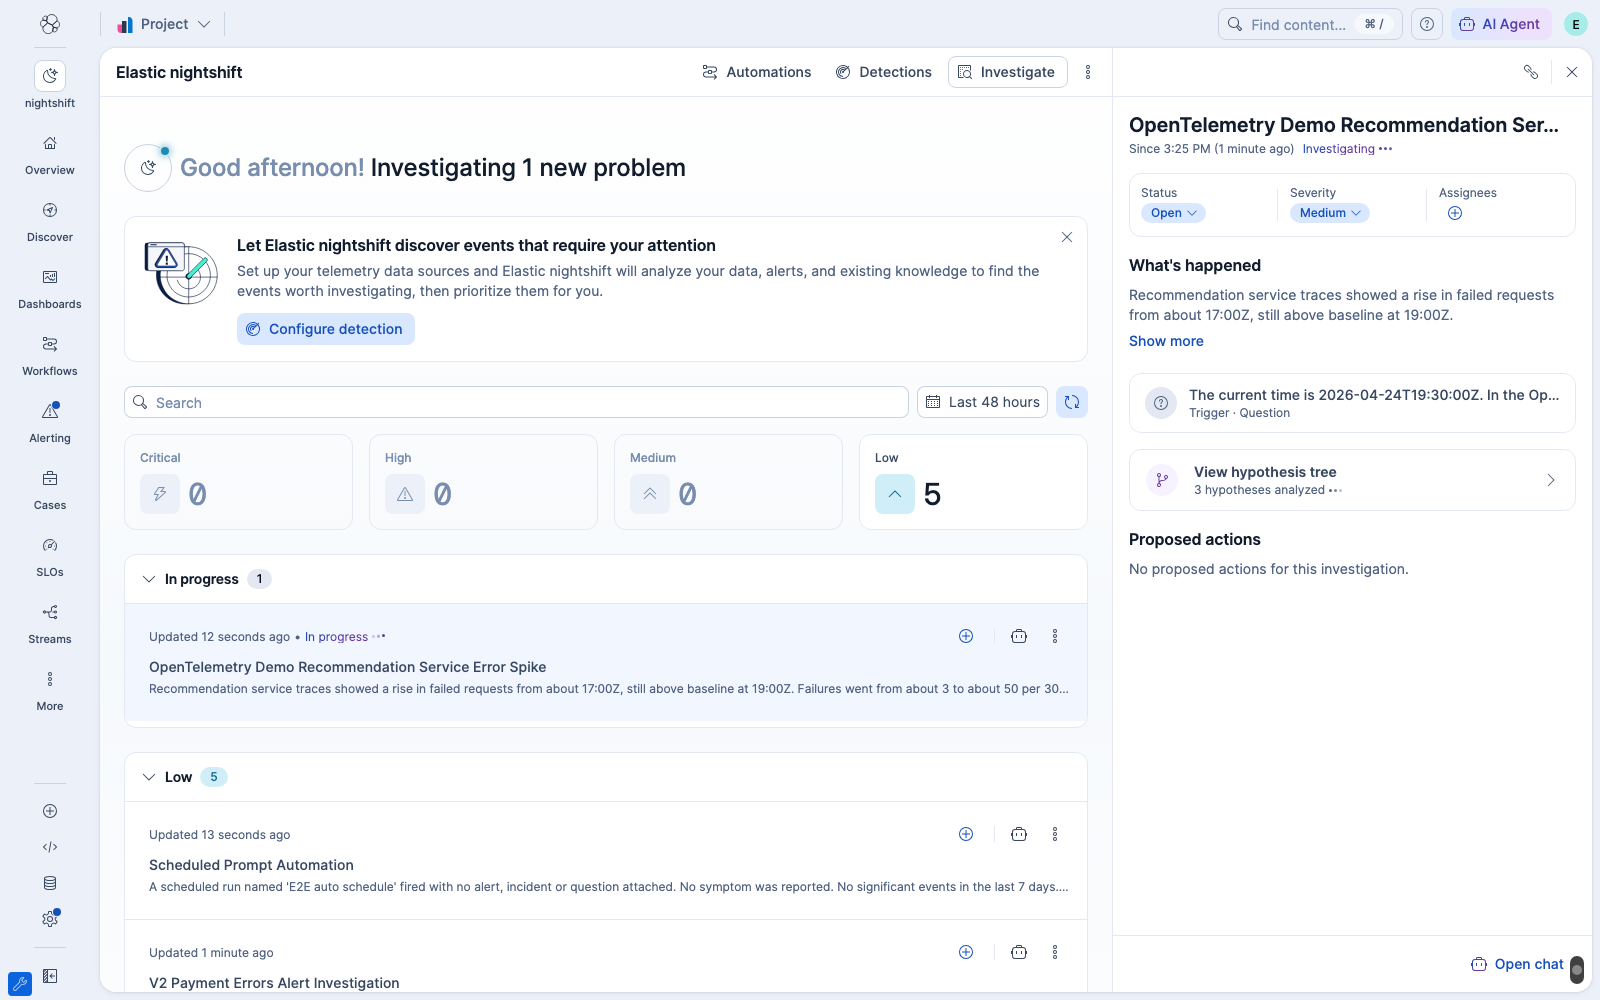 Project
Find content...
⌘ /
AI Agent
E
nightshift
Overview
Discover
Dashboards
Workflows
Alerting
Cases
SLOs
Streams
More
Elastic nightshift
Automations
Detections
Investigate
Good afternoon! Investigating 1 new problem
Let Elastic nightshift discover events that require your attention
Set up your telemetry data sources and Elastic nightshift will analyze your data, alerts, and existing knowledge to find the
events worth investigating, then prioritize them for you.
Configure detection
Search
Last 48 hours
Critical
0
High
0
Medium
0
Low
5
In progress 1
Updated 12 seconds ago • In progress
OpenTelemetry Demo Recommendation Service Error Spike
Recommendation service traces showed a rise in failed requests from about 17:00Z, still above baseline at 19:00Z. Failures went from about 3 to about 50 per 30...
Low 5
Updated 13 seconds ago
Scheduled Prompt Automation
A scheduled run named 'E2E auto schedule' fired with no alert, incident or question attached. No symptom was reported. No significant events in the last 7 days....
Updated 1 minute ago
V2 Payment Errors Alert Investigation
OpenTelemetry Demo Recommendation Ser...
Since 3:25 PM (1 minute ago) Investigating
Status
Open
Severity
Medium
Assignees
What's happened
Recommendation service traces showed a rise in failed requests
from about 17:00Z, still above baseline at 19:00Z.
Show more
The current time is 2026-04-24T19:30:00Z. In the Op...
Trigger · Question
View hypothesis tree
3 hypotheses analyzed
Proposed actions
No proposed actions for this investigation.
Open chat